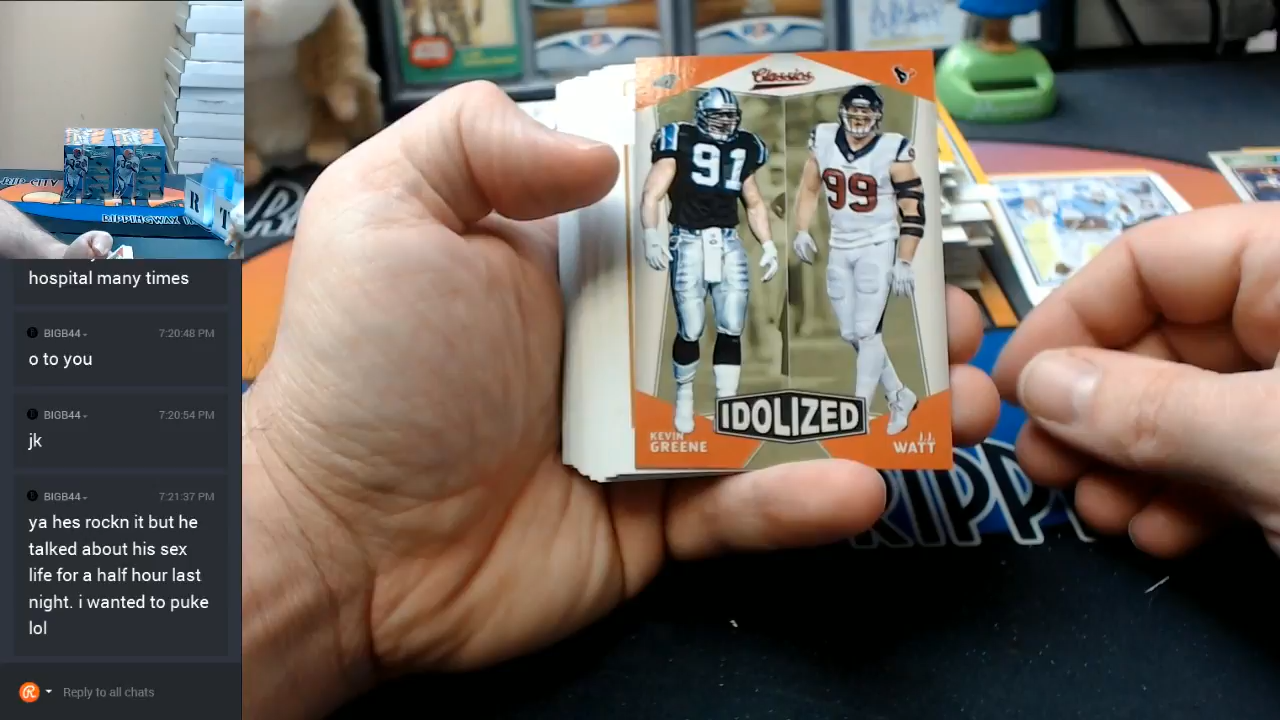 RIPPINGWAX
hospital many times
BIGB44
7:20:48 PM
o to you
BIGB44
7:20:54 PM
jk
BIGB44
7:21:37 PM
ya hes rockn it but he
talked about his sex
life for a half hour last
night. i wanted to puke
lol
Reply to all chats
Classics
91
99
IDOLIZED
KEVIN
GREENE
J.J.
WATT
RIPP